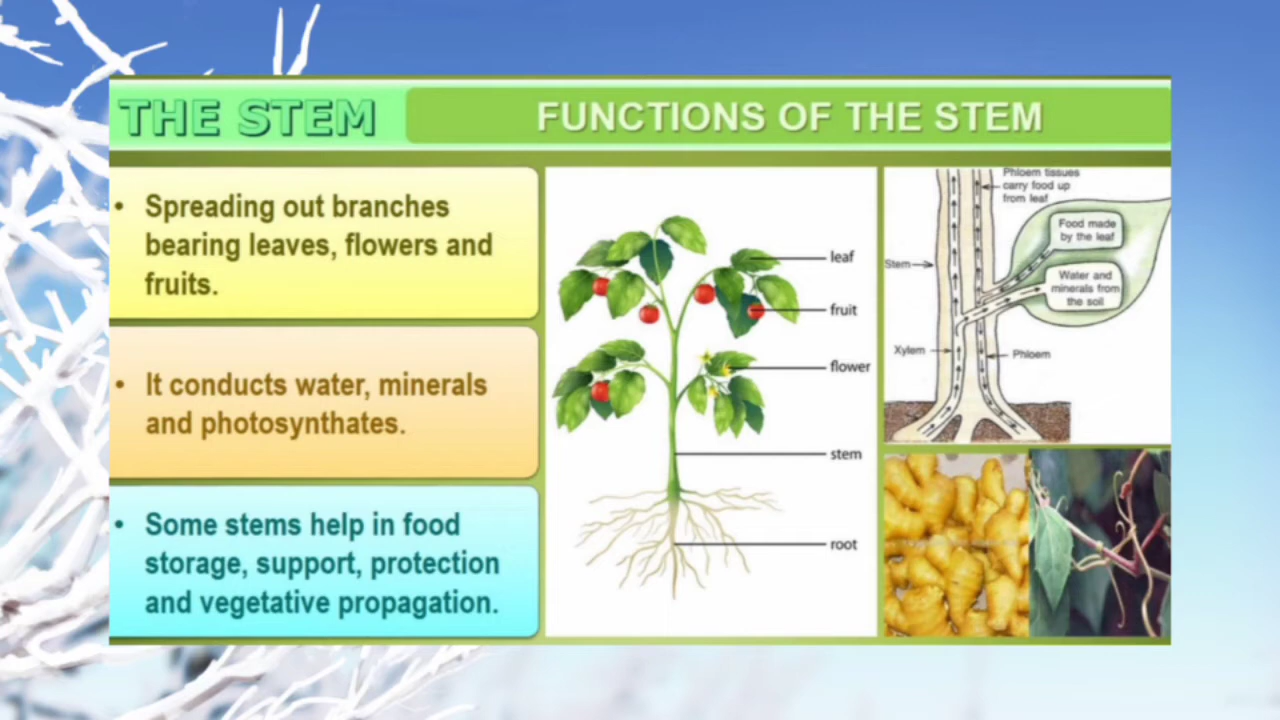 THE STEM
FUNCTIONS OF THE STEM
• Spreading out branches
bearing leaves, flowers and
fruits.
• It conducts water, minerals
and photosynthates.
• Some stems help in food
storage, support, protection
and vegetative propagation.
leaf
fruit
flower
stem
root
Phloem tissues
carry food up
from leaf
Food made
by the leaf
Stem
Water and
minerals from
the soil
Xylem
Phloem